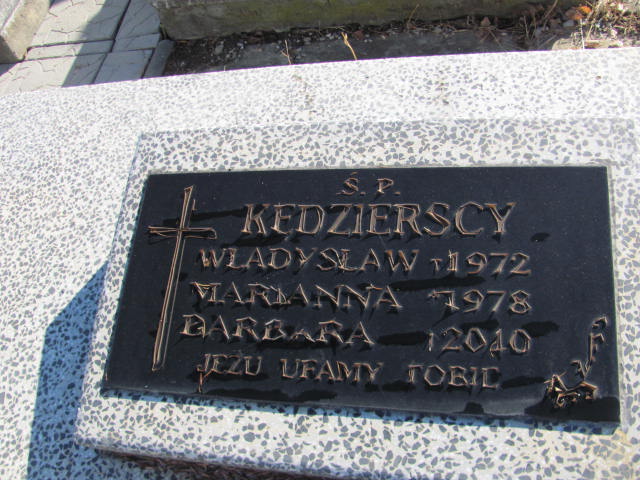 Ś. P.
KĘDZIERSCY
WŁADYSŁAW †1972
MARIANNA †1978
BARBARA †2010
JEZU UFAMY TOBIE